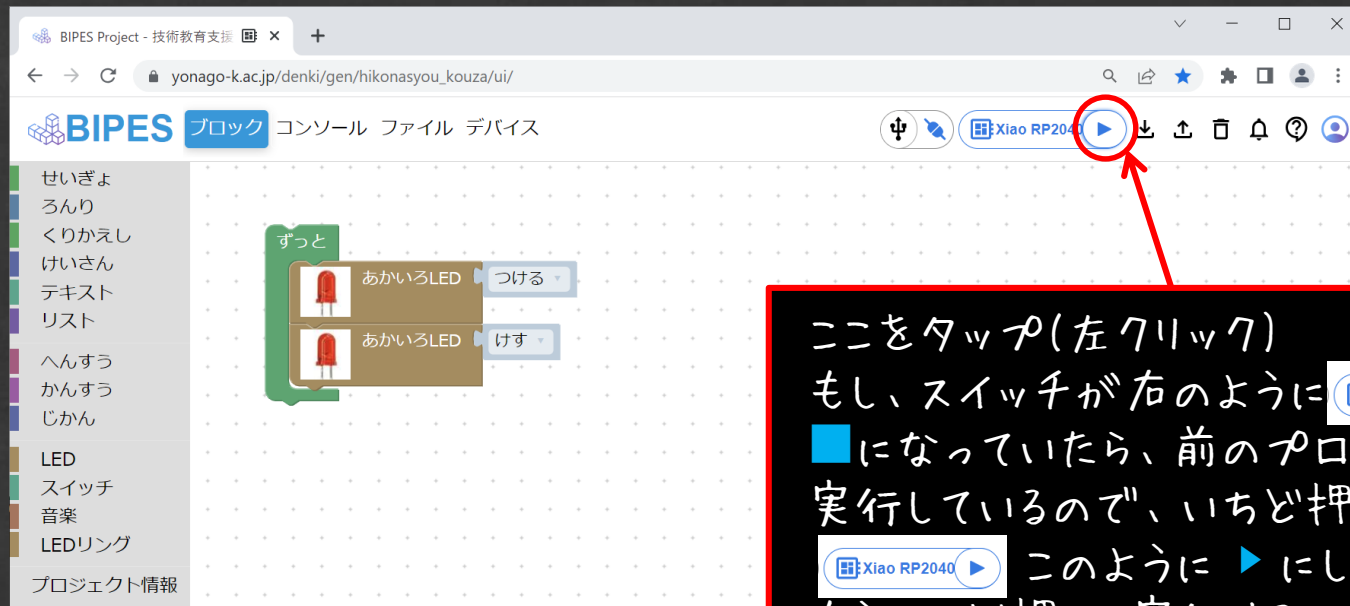 BIPES Project - 技術教育支援
yonago-k.ac.jp/denki/gen/hikonasyou_kouza/ui/
BIPES ブロック コンソール ファイル デバイス Xiao RP2040
せいぎょ
ろんり
くりかえし
けいさん
テキスト
リスト
へんすう
かんすう
じかん
LED
スイッチ
音楽
LEDリング
プロジェクト情報
ずっと
あかいろLED つける
あかいろLED けす
ここをタップ(左クリック)
もし、スイッチが右のように
になっていたら、前のプロ
実行しているので、いちど押
Xiao RP2040 このように ▶ にし